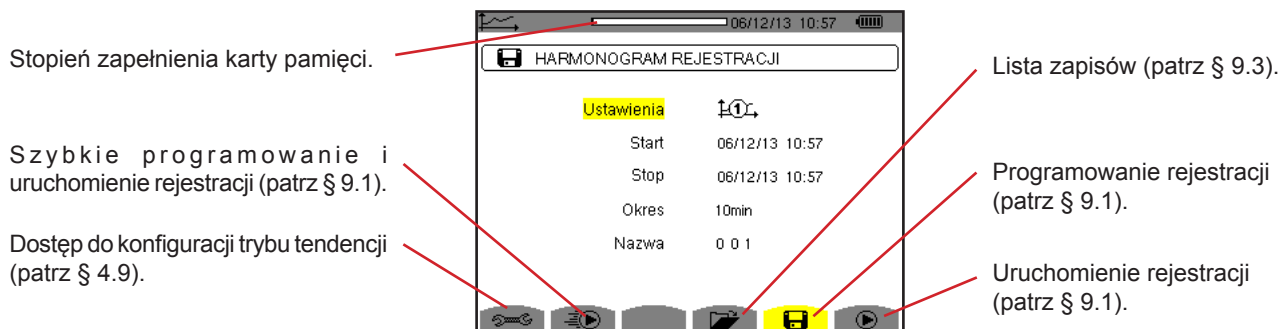 Stopień zapełnienia karty pamięci.
Szybkie programowanie i
uruchomienie rejestracji (patrz § 9.1).
Dostęp do konfiguracji trybu tendencji
(patrz § 4.9).
06/12/13 10:57
HARMONOGRAM REJESTRACJI
Ustawienia 1
Start 06/12/13 10:57
Stop 06/12/13 10:57
Okres 10min
Nazwa 0 0 1
Lista zapisów (patrz § 9.3).
Programowanie rejestracji
(patrz § 9.1).
Uruchomienie rejestracji
(patrz § 9.1).